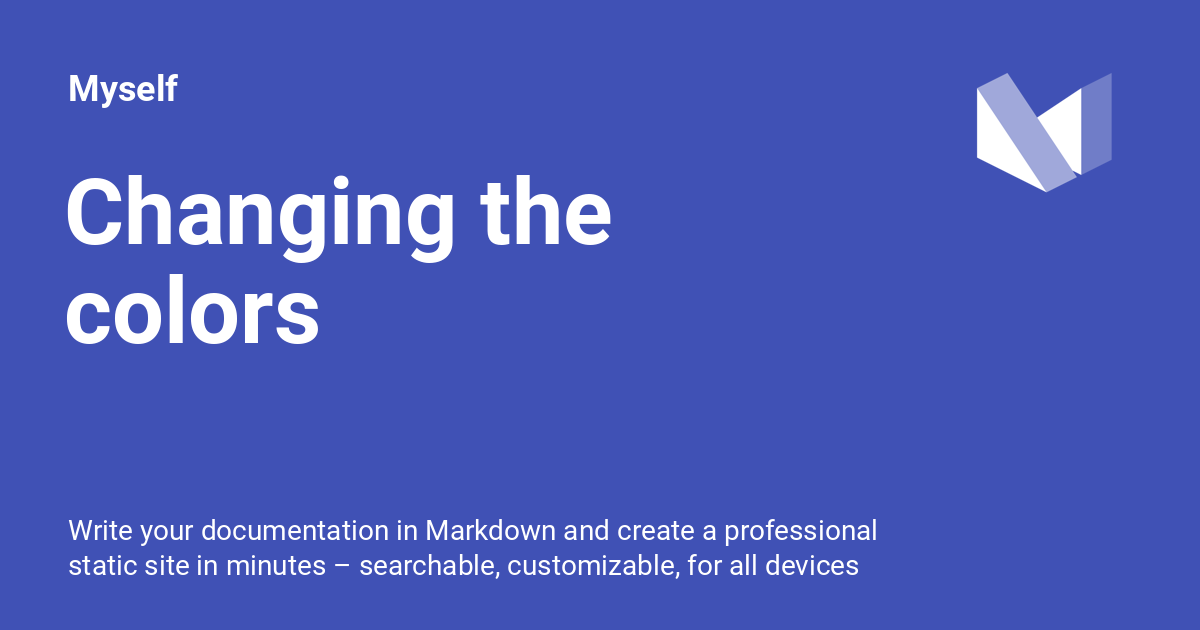 Myself
Changing the
colors
Write your documentation in Markdown and create a professional
static site in minutes – searchable, customizable, for all devices